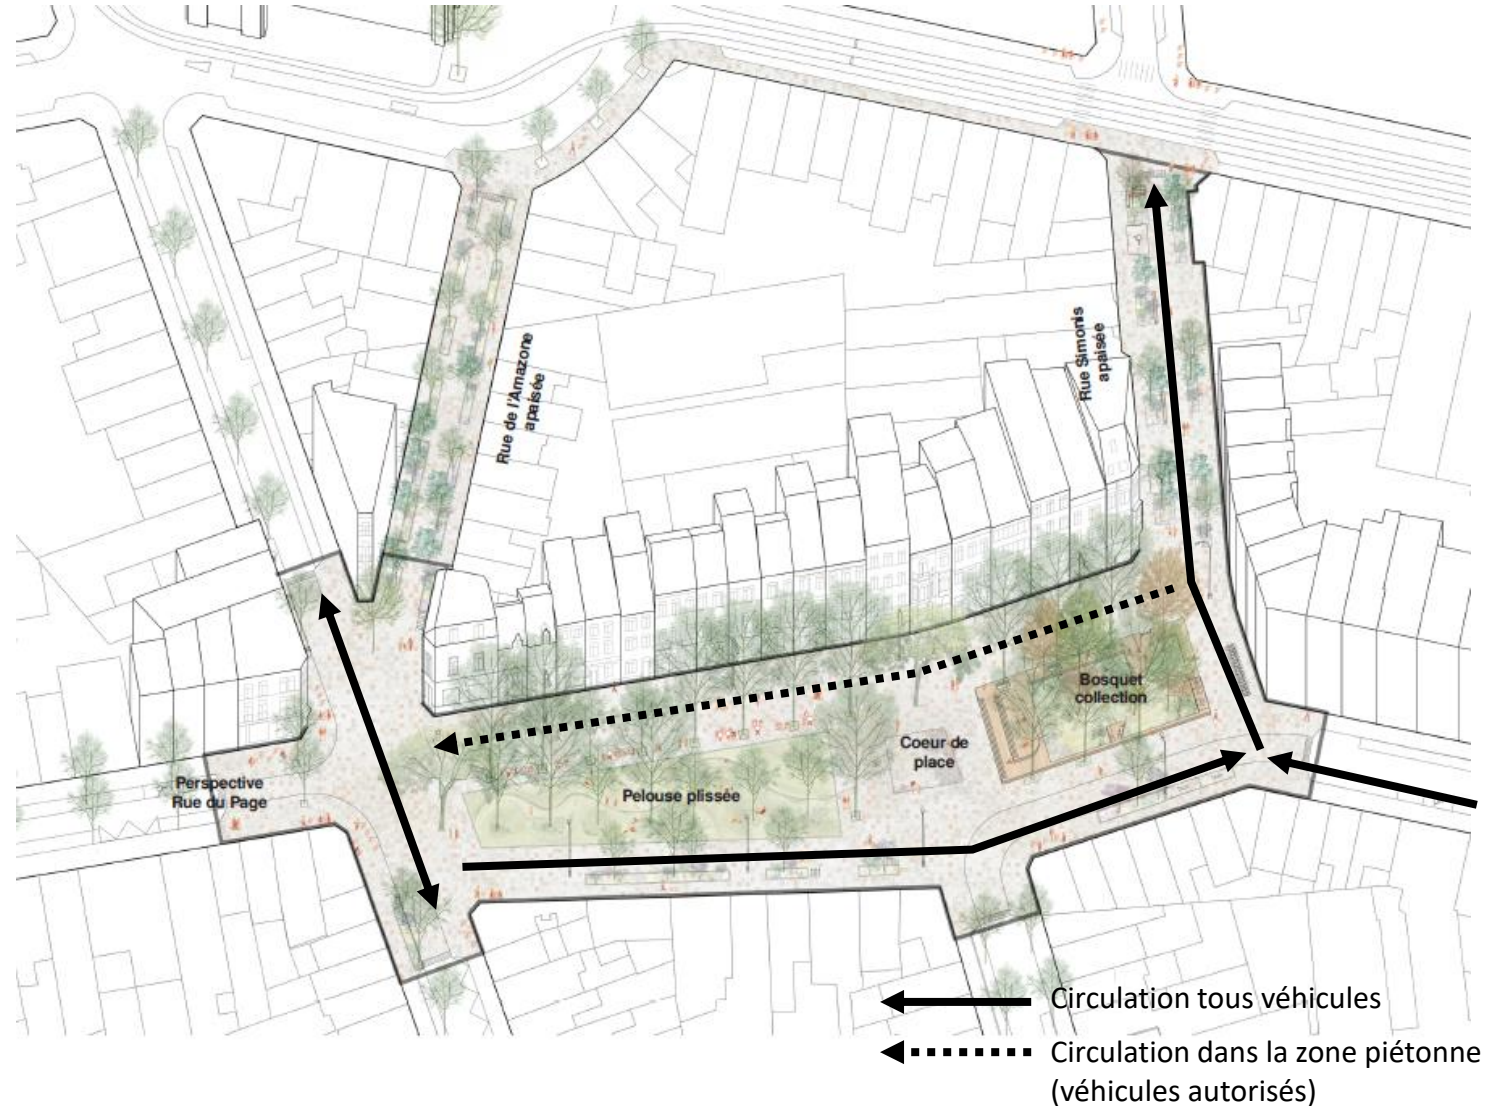 Rue de l'Amazone
apaisée
Rue Simonis
apaisée
Bosquet
collection
Coeur de
place
Perspective
Rue du Page
Pelouse plissée
Circulation tous véhicules
Circulation dans la zone piétonne
(véhicules autorisés)